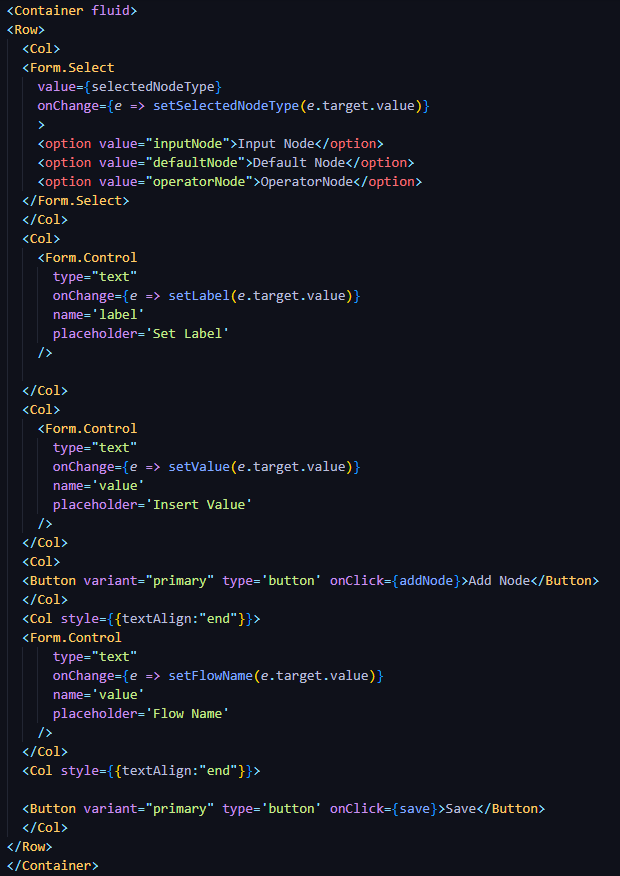 <Container fluid>
<Row>
<Col>
<Form.Select
value={selectedNodeType}
onChange={e => setSelectedNodeType(e.target.value)}
>
<option value="inputNode">Input Node</option>
<option value="defaultNode">Default Node</option>
<option value="operatorNode">OperatorNode</option>
</Form.Select>
</Col>
<Col>
<Form.Control
type="text"
onChange={e => setLabel(e.target.value)}
name='label'
placeholder='Set Label'
/>
</Col>
<Col>
<Form.Control
type="text"
onChange={e => setValue(e.target.value)}
name='value'
placeholder='Insert Value'
/>
</Col>
<Col>
<Button variant="primary" type='button' onClick={addNode}>Add Node</Button>
</Col>
<Col style={{textAlign:"end"}}>
<Form.Control
type="text"
onChange={e => setFlowName(e.target.value)}
name='value'
placeholder='Flow Name'
/>
</Col>
<Col style={{textAlign:"end"}}>
<Button variant="primary" type='button' onClick={save}>Save</Button>
</Col>
</Row>
</Container>